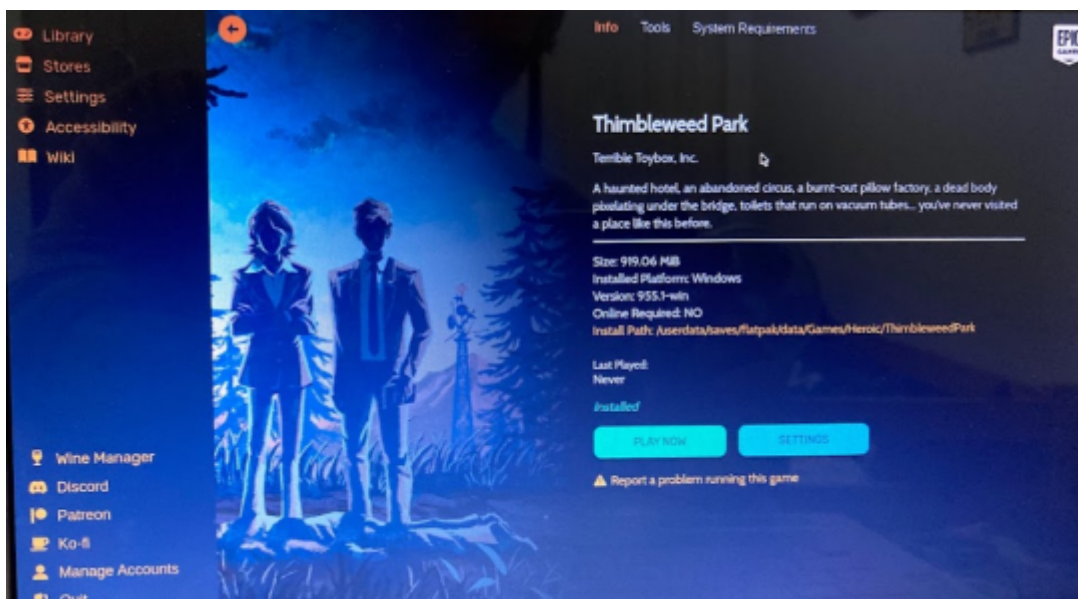 Library
Stores
Settings
Accessibility
Wiki
Wine Manager
Discord
Patreon
Ko-fi
Manage Accounts
Quit
Info Tools System Requirements
EPIC
GAMES
Thimbleweed Park
Terrible Toybox, Inc.
A haunted hotel, an abandoned circus, a burnt-out pillow factory, a dead body
pixelating under the bridge, toilets that run on vacuum tubes... you've never visited
a place like this before.
Size: 919.06 MiB
Installed Platform: Windows
Version: 955.1-win
Online Required: NO
Install Path: /userdata/saves/flatpak/data/Games/Heroic/ThimbleweedPark
Last Played:
Never
Installed
PLAY NOW SETTINGS
Report a problem running this game